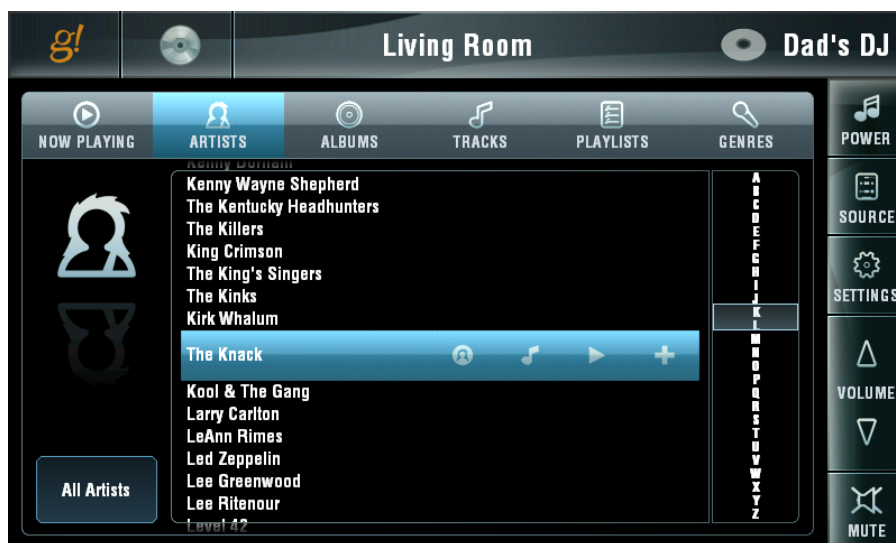 g!
Living Room
Dad's DJ
NOW PLAYING
ARTISTS
ALBUMS
TRACKS
PLAYLISTS
GENRES
Kenny Dorham
Kenny Wayne Shepherd
The Kentucky Headhunters
The Killers
King Crimson
The King's Singers
The Kinks
Kirk Whalum
The Knack
Kool & The Gang
Larry Carlton
LeAnn Rimes
Led Zeppelin
Lee Greenwood
Lee Ritenour
Level 42
All Artists
A
B
C
D
E
F
G
H
I
J
K
L
M
N
O
P
Q
R
S
T
U
V
W
X
Y
Z
POWER
SOURCE
SETTINGS
VOLUME
MUTE